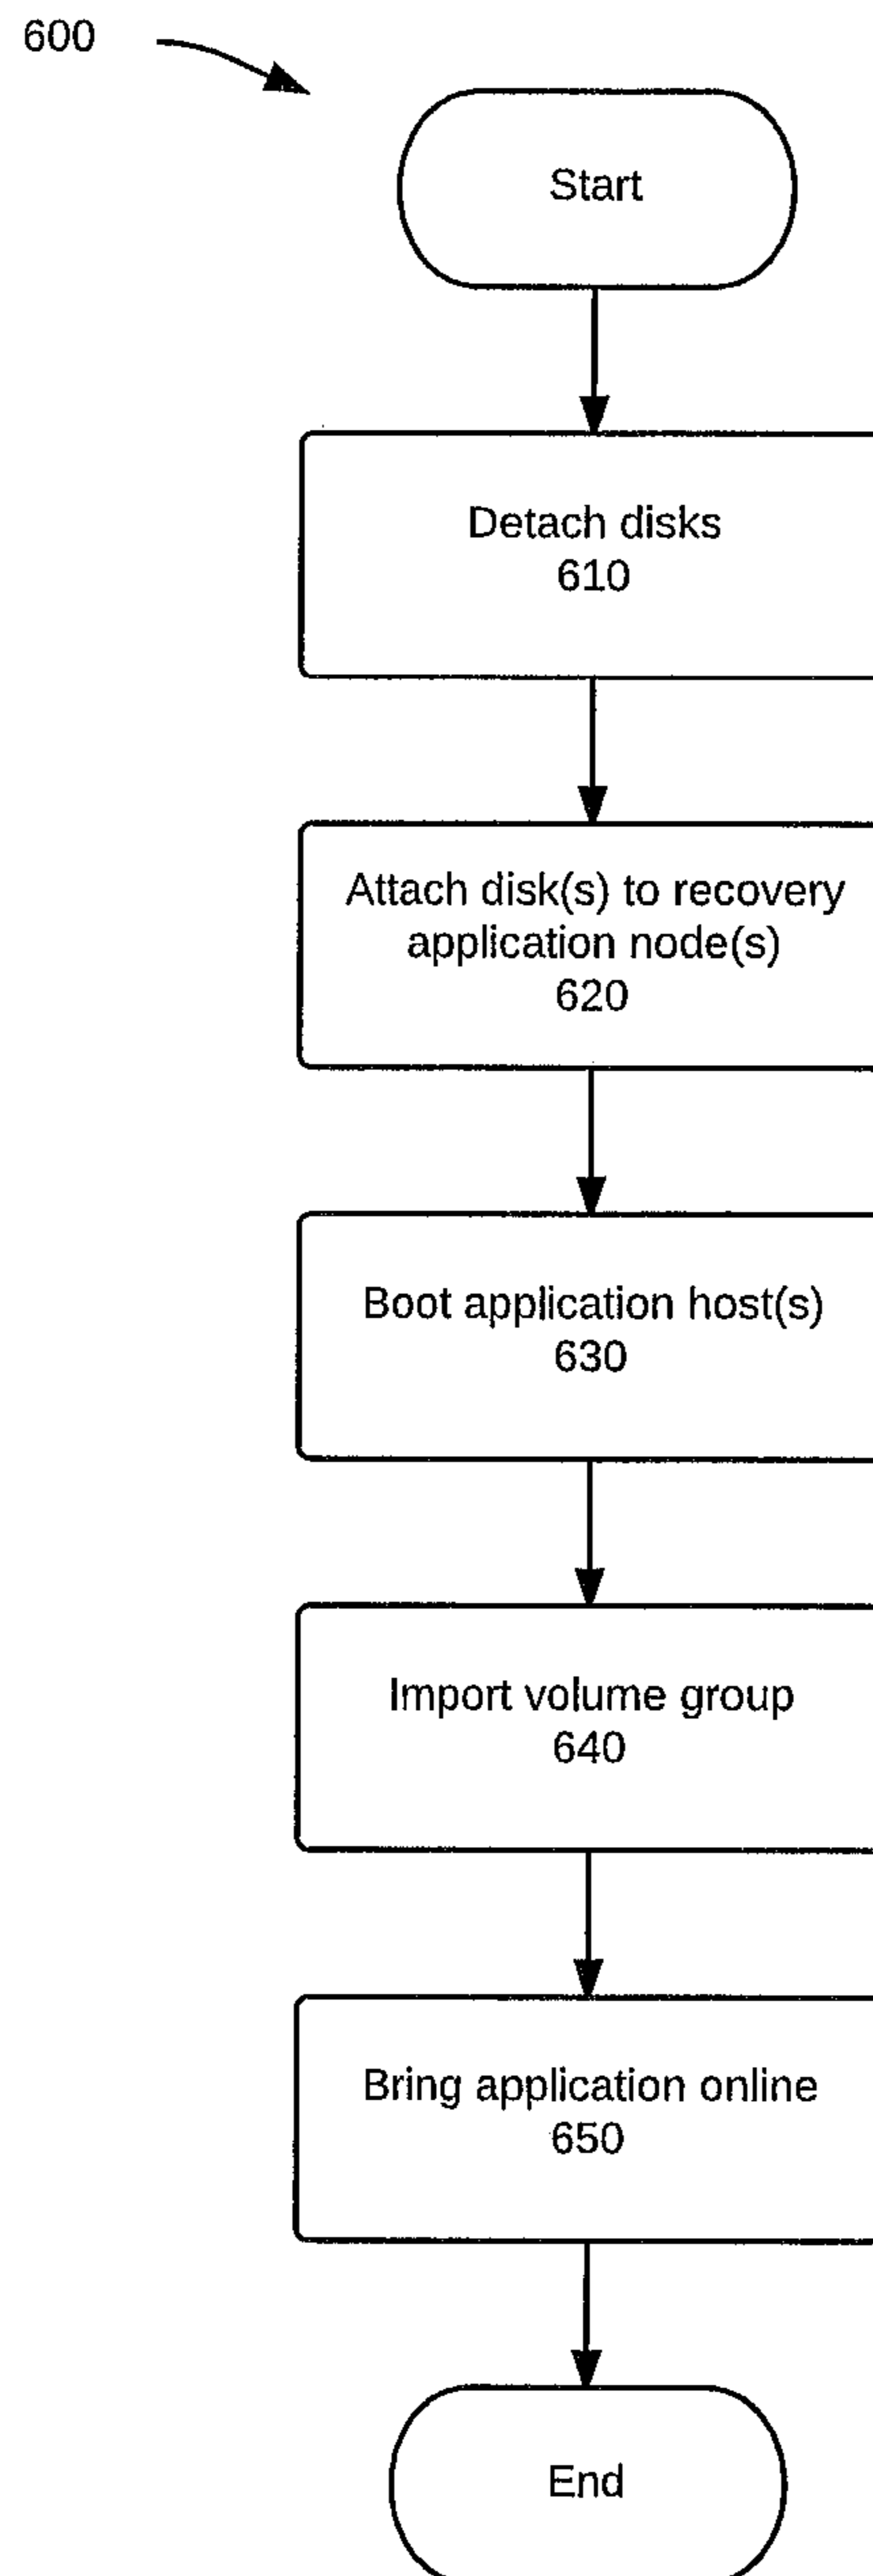 600
Start
Detach disks
610
Attach disk(s) to recovery
application node(s)
620
Boot application host(s)
630
Import volume group
640
Bring application online
650
End